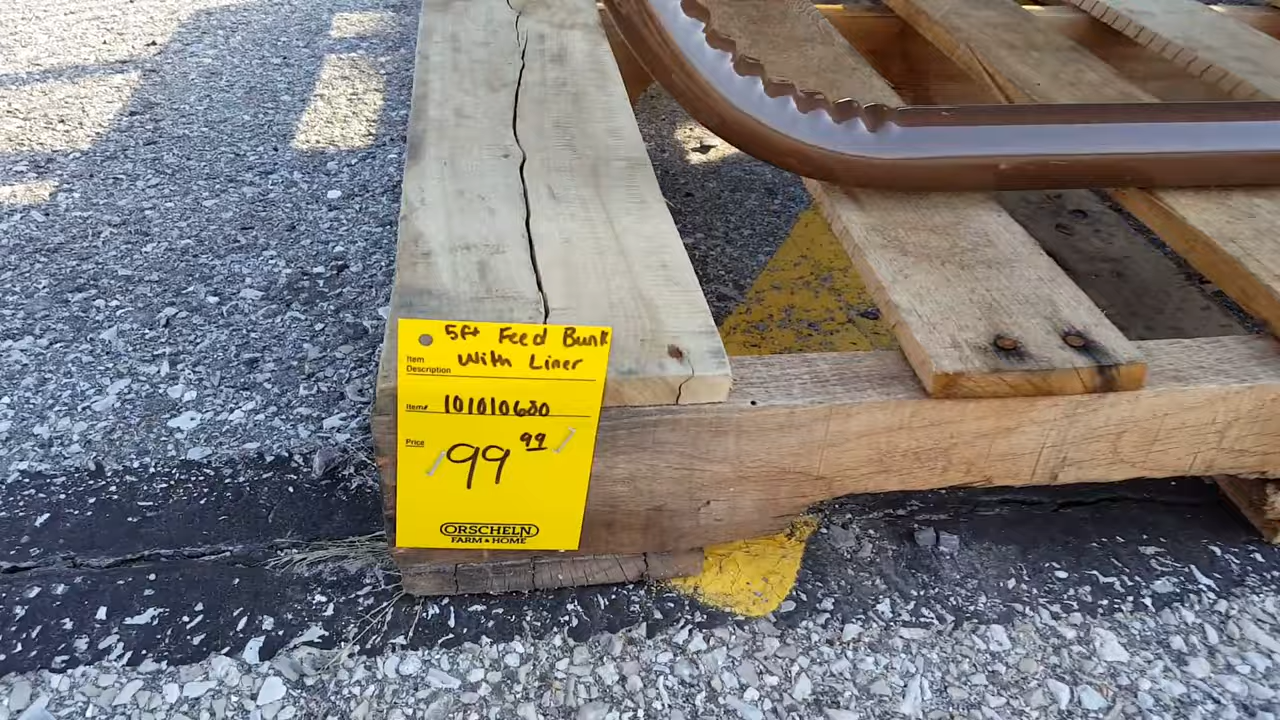 5ft Feed Bunk
Item
Description
With Liner
Item# 101010680
Price
99 99
ORSCHELN
FARM & HOME